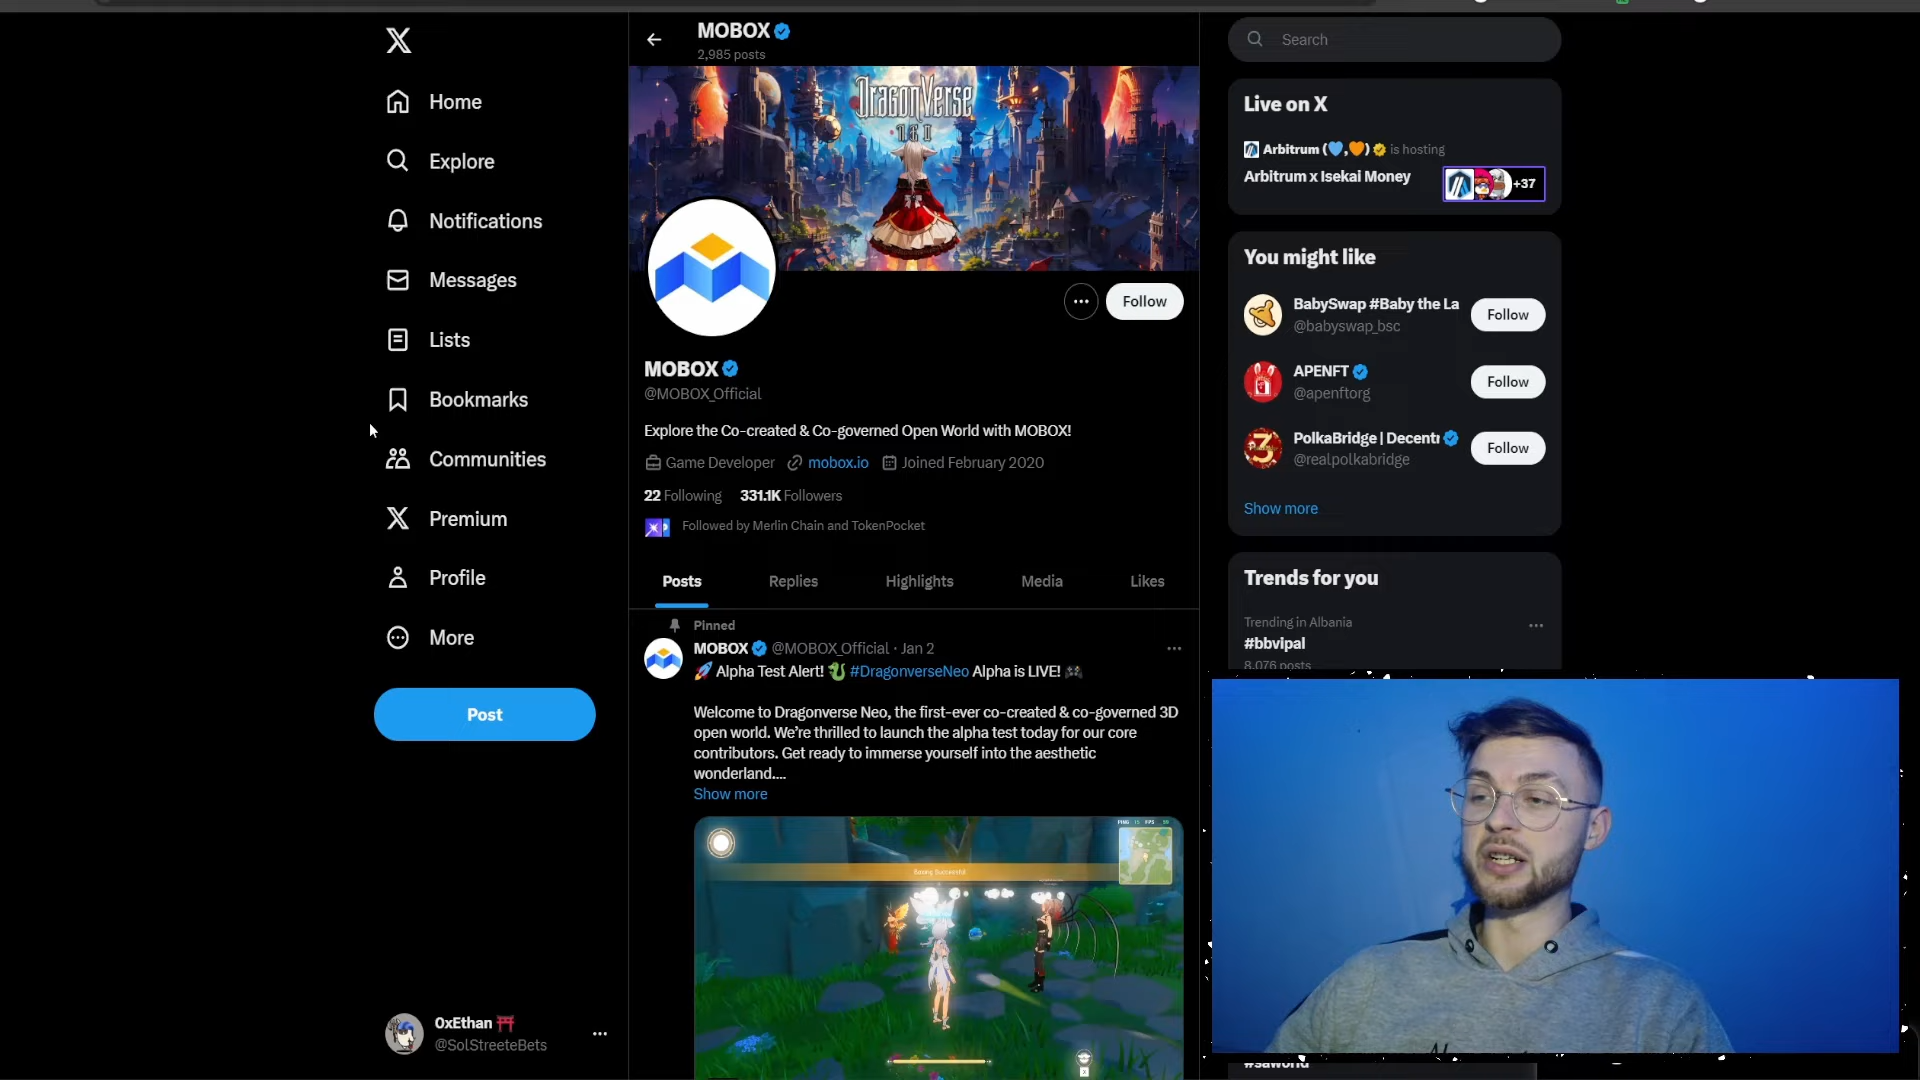 Home
Explore
Notifications
Messages
Lists
Bookmarks
Communities
Premium
Profile
More
Post
0xEthan
@SolStreeteBets
MOBOX
2,985 posts
DRAGONVERSE
Follow
MOBOX
@MOBOX_Official
Explore the Co-created & Co-governed Open World with MOBOX!
Game Developer mobox.io Joined February 2020
22 Following 331.1K Followers
Followed by Merlin Chain and TokenPocket
Posts Replies Highlights Media Likes
Pinned
MOBOX @MOBOX_Official · Jan 2
🚀 Alpha Test Alert! 🐉 #DragonverseNeo Alpha is LIVE! 🎮
Welcome to Dragonverse Neo, the first-ever co-created & co-governed 3D
open world. We’re thrilled to launch the alpha test today for our core
contributors. Get ready to immerse yourself into the aesthetic
wonderland....
Show more
Search
Live on X
Arbitrum (💙,🧡) is hosting
Arbitrum x Isekai Money
+37
You might like
BabySwap #Baby the La
@babyswap_bsc
Follow
APENFT
@apenftorg
Follow
PolkaBridge | Decentr
@realpolkabridge
Follow
Show more
Trends for you
Trending in Albania
#bbvipal
8,076 posts